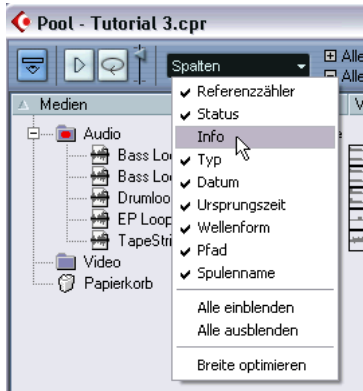 Pool - Tutorial 3.cpr
Spalten
Alle
Alle
Medien
Referenzzähler
Status
Info
Typ
Datum
Ursprungszeit
Wellenform
Pfad
Spulenname
Alle einblenden
Alle ausblenden
Breite optimieren
Audio
Bass Lo
Bass Lo
Drumloo
EP Loop
TapeStri
Video
Papierkorb